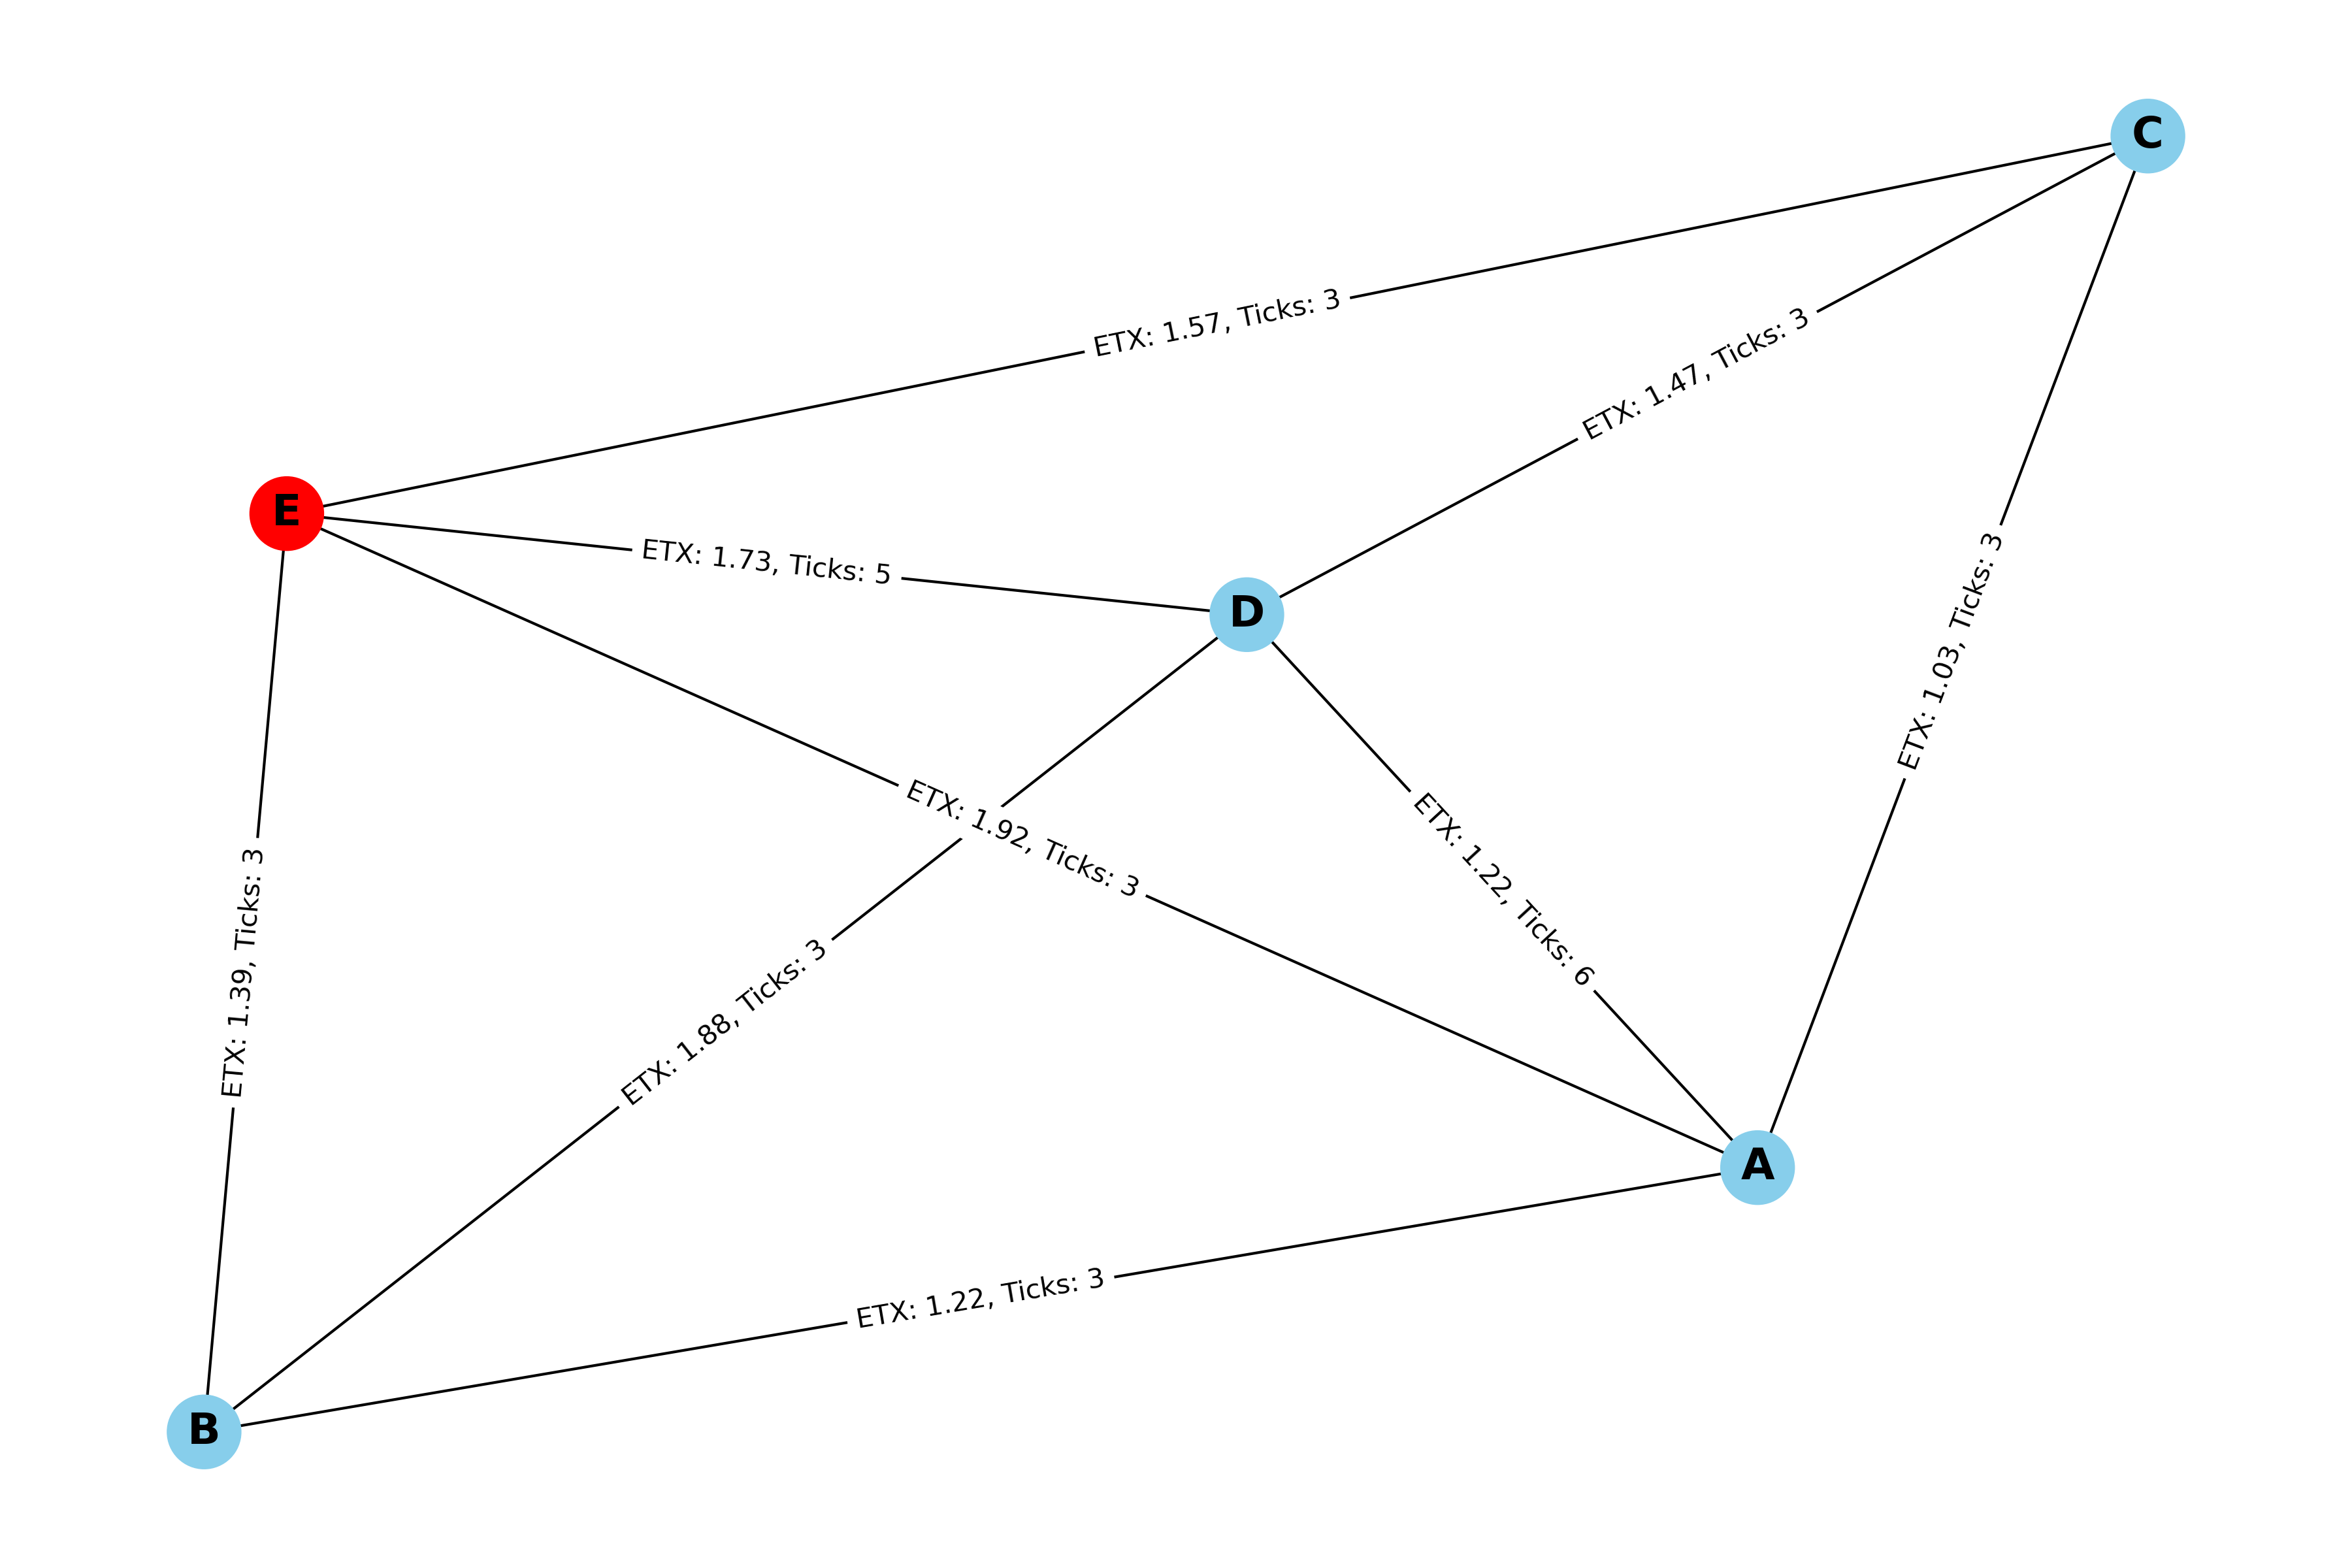 C
ETX: 1.57, Ticks: 3
ETX: 1.47, Ticks: 3
E
ETX: 1.73, Ticks: 5
D
ETX: 1.03, Ticks: 3
ETX: 1.92, Ticks: 3
ETX: 1.22, Ticks: 6
ETX: 1.39, Ticks: 3
ETX: 1.88, Ticks: 3
A
ETX: 1.22, Ticks: 3
B